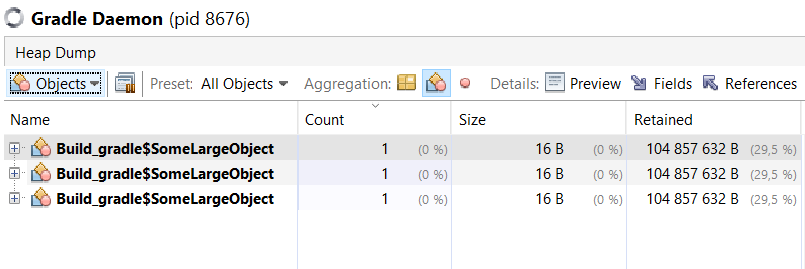 Gradle Daemon (pid 8676)
Heap Dump
Objects Preset: All Objects Aggregation: Details: Preview Fields References
Name Count Size Retained
Build_gradle$SomeLargeObject 1 (0 %) 16 B (0 %) 104 857 632 B (29,5 %)
Build_gradle$SomeLargeObject 1 (0 %) 16 B (0 %) 104 857 632 B (29,5 %)
Build_gradle$SomeLargeObject 1 (0 %) 16 B (0 %) 104 857 632 B (29,5 %)